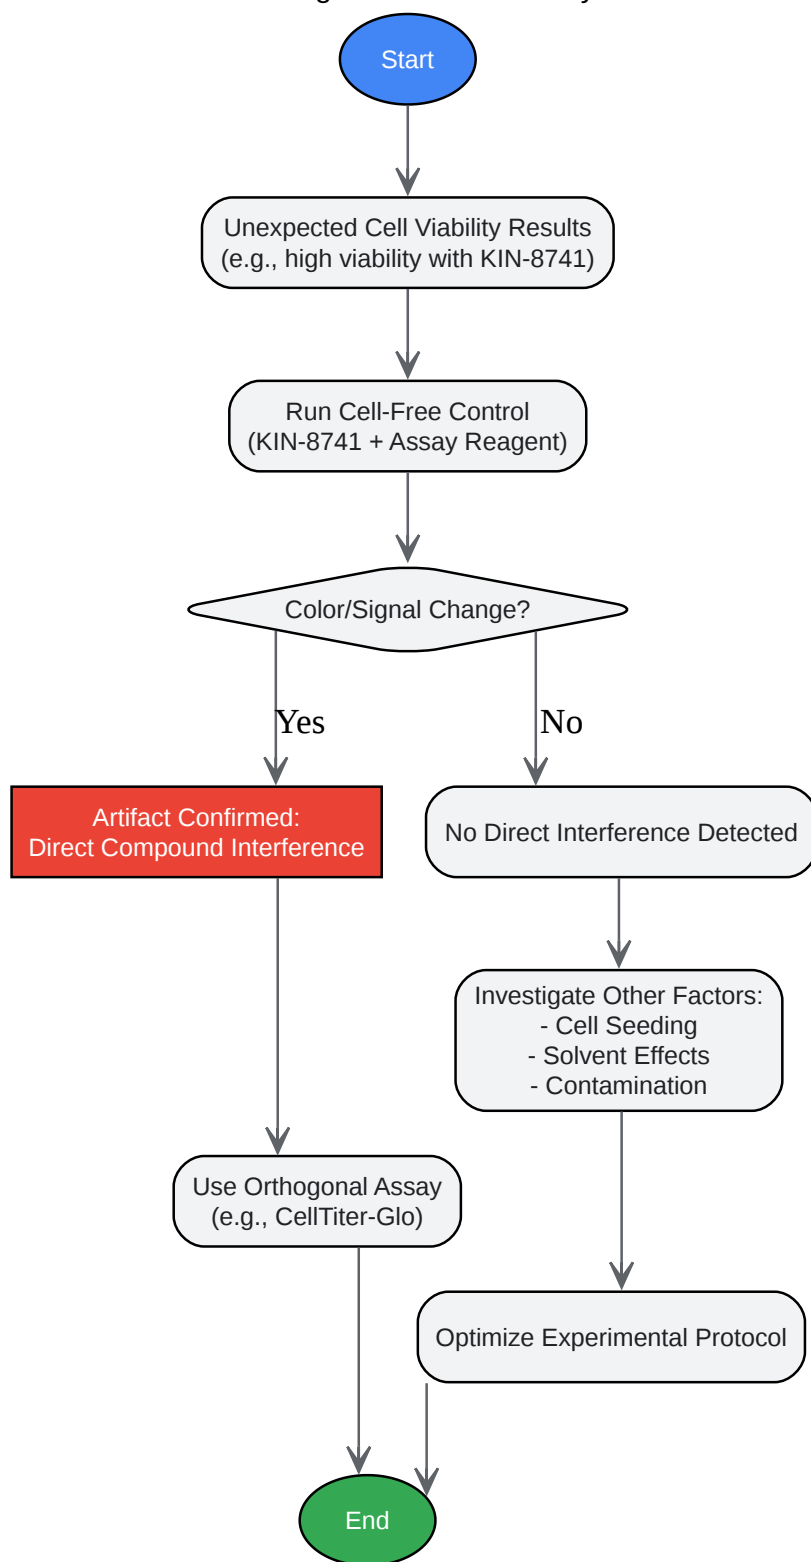 Start
Unexpected Cell Viability Results
(e.g., high viability with KIN-8741)
Run Cell-Free Control
(KIN-8741 + Assay Reagent)
Color/Signal Change?
Yes
No
Artifact Confirmed:
Direct Compound Interference
No Direct Interference Detected
Investigate Other Factors:
- Cell Seeding
- Solvent Effects
- Contamination
Use Orthogonal Assay
(e.g., CellTiter-Glo)
Optimize Experimental Protocol
End